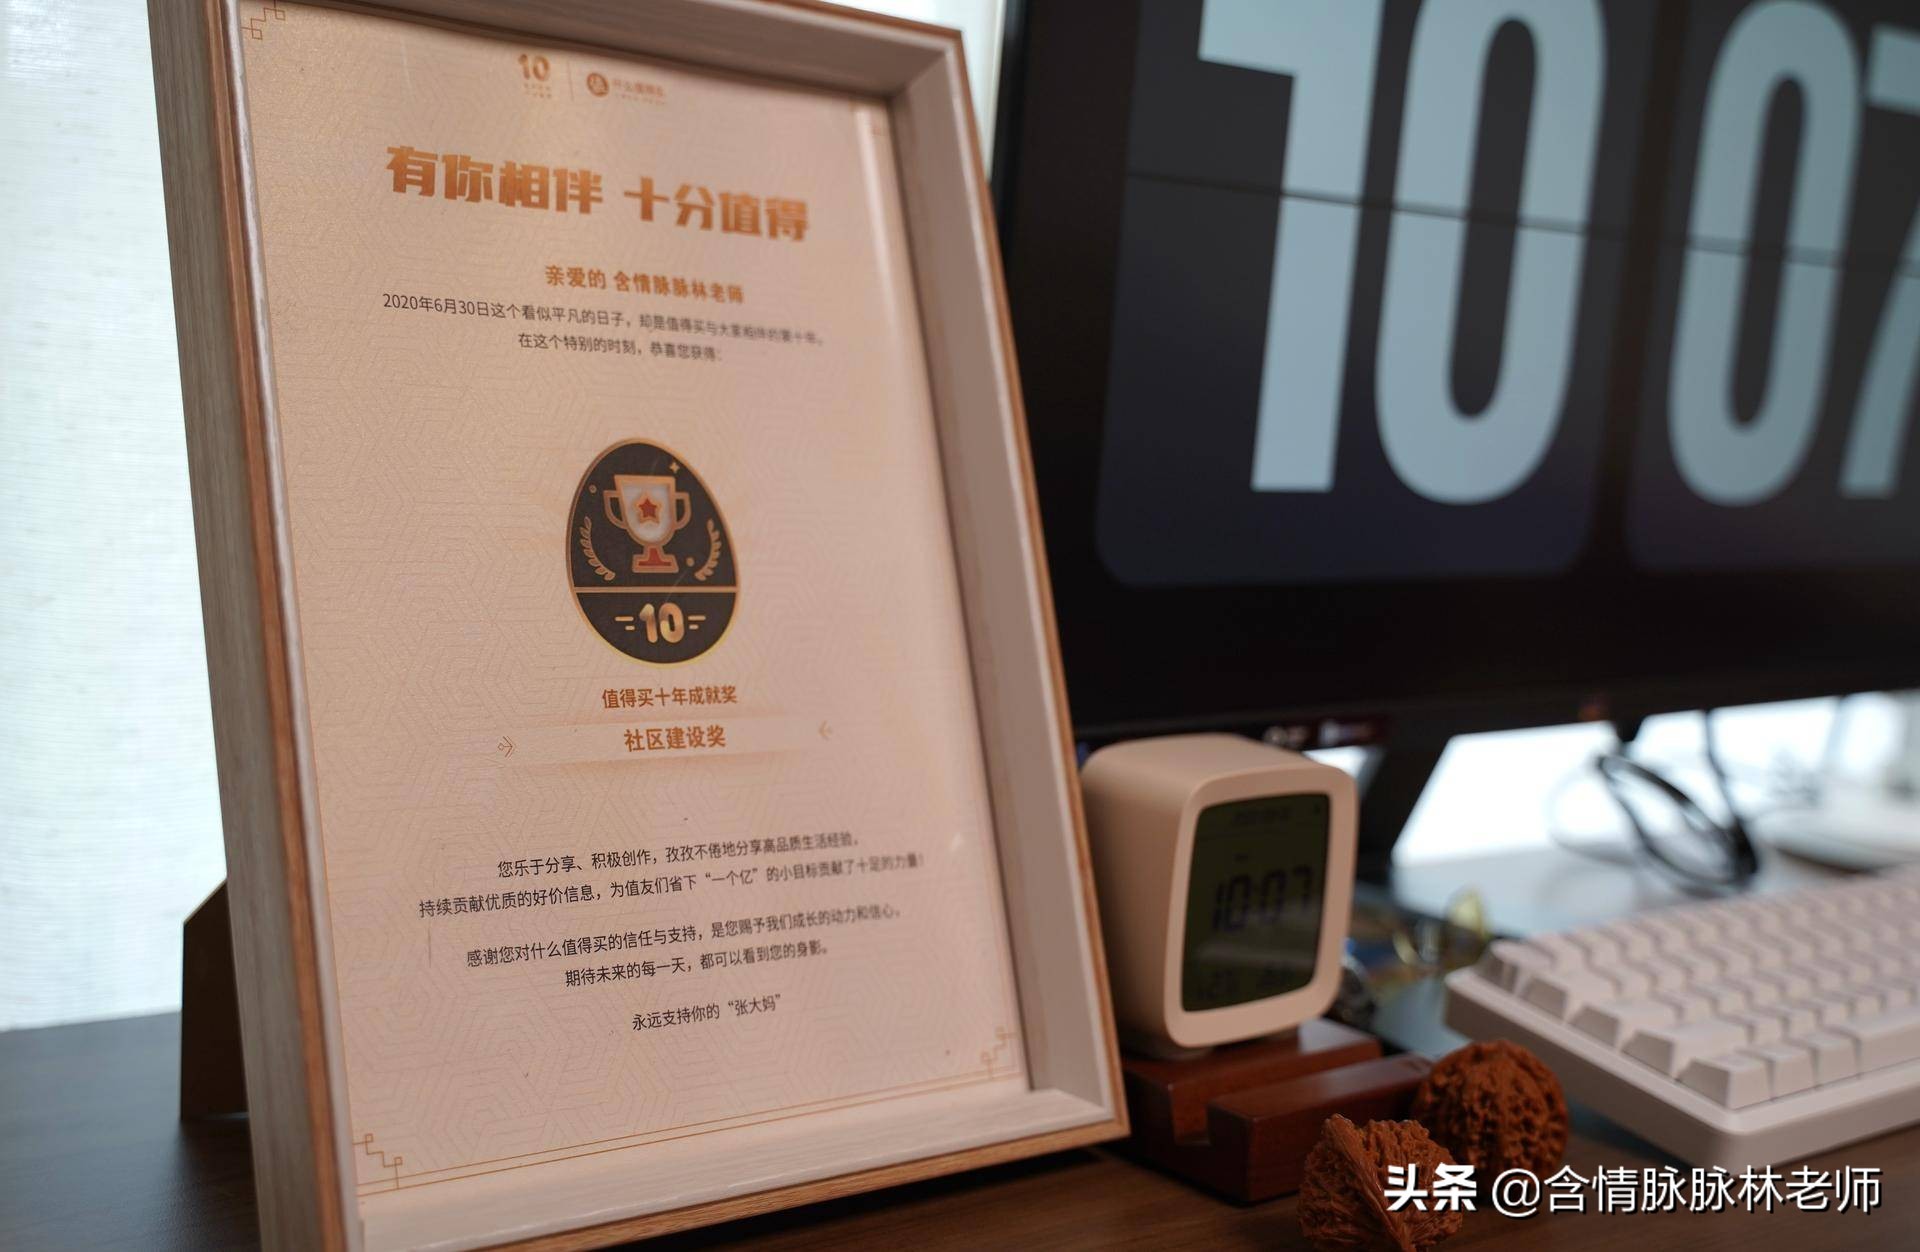 10
什么值得买
有你相伴 十分值得
亲爱的 含情脉脉林老师
2020年6月30日这个看似平凡的日子，却是值得买与大家相伴的第十年。
在这个特别的时刻，恭喜您获得：
10
值得买十年成就奖
社区建设奖
您乐于分享、积极创作，孜孜不倦地分享高品质生活经验，
持续贡献优质的好价信息，为值友们省下“一个亿”的小目标贡献了十足的力量！
感谢您对什么值得买的信任与支持，是您赐予我们成长的动力和信心。
期待未来的每一天，都可以看到您的身影。
永远支持你的“张大妈”
10 07
10:07
头条 @含情脉脉林老师